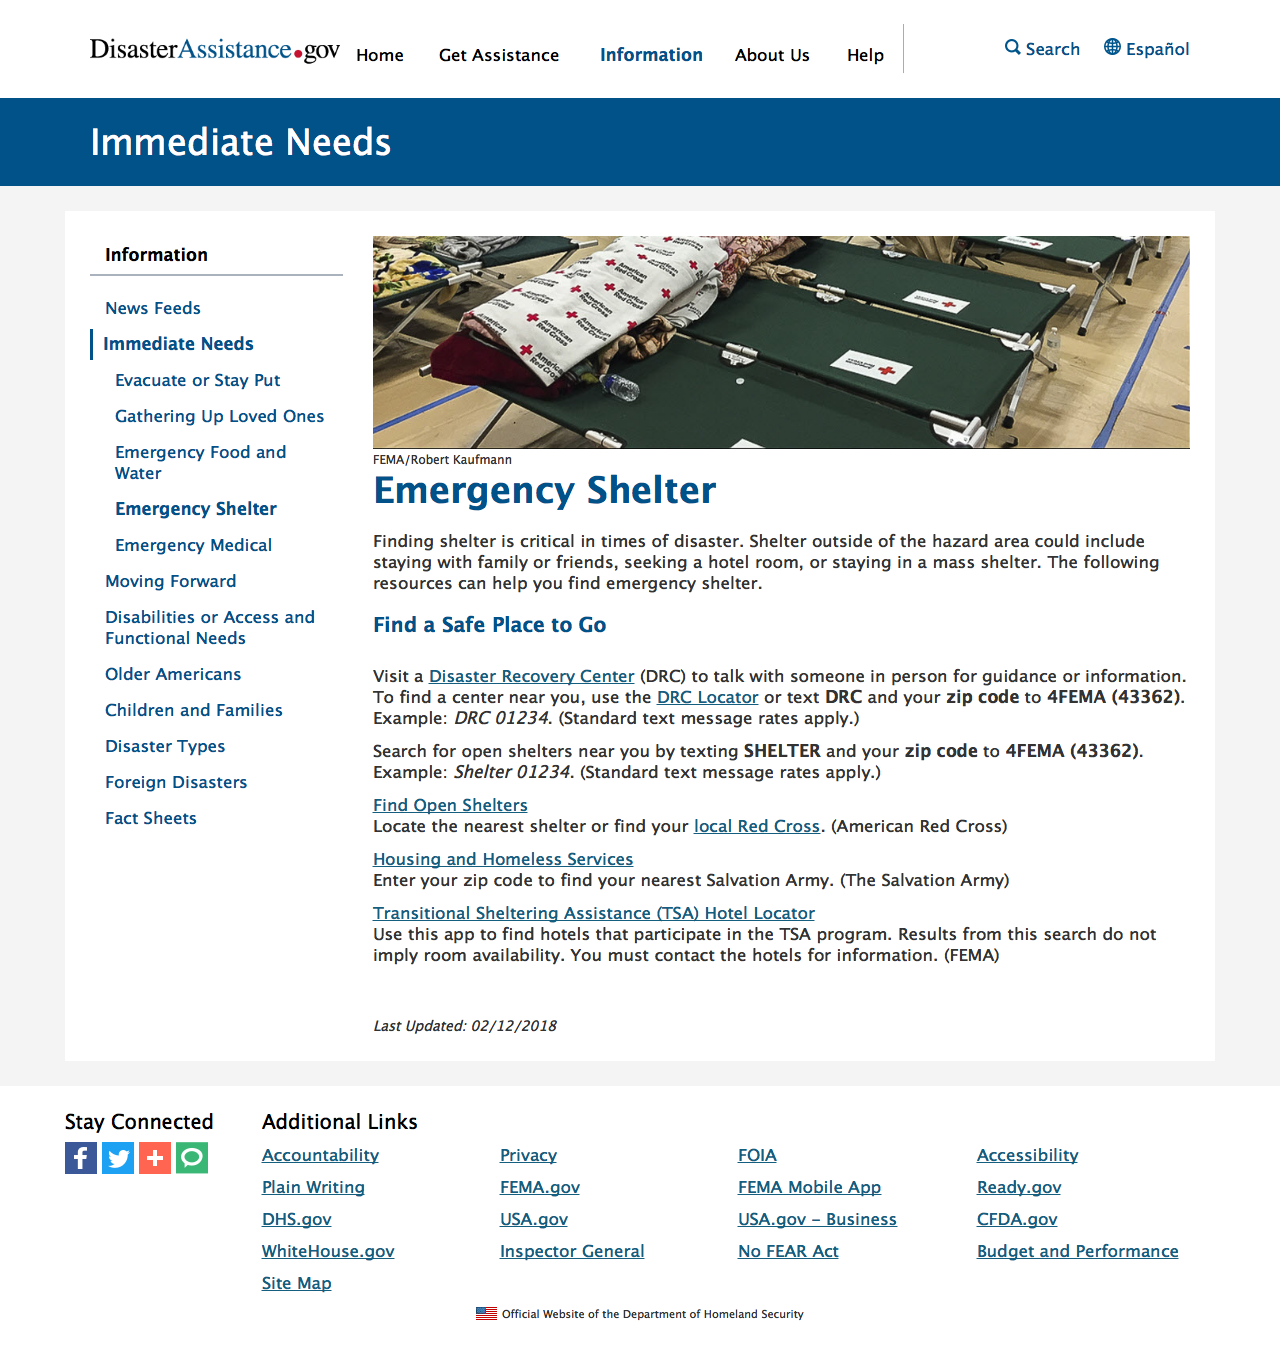 DisasterAssistance.gov
Home Get Assistance Information About Us Help
Search Español
Immediate Needs
Information
News Feeds
Immediate Needs
Evacuate or Stay Put
Gathering Up Loved Ones
Emergency Food and
Water
Emergency Shelter
Emergency Medical
Moving Forward
Disabilities or Access and
Functional Needs
Older Americans
Children and Families
Disaster Types
Foreign Disasters
Fact Sheets
American
Red Cross
FEMA/Robert Kaufmann
Emergency Shelter
Finding shelter is critical in times of disaster. Shelter outside of the hazard area could include
staying with family or friends, seeking a hotel room, or staying in a mass shelter. The following
resources can help you find emergency shelter.
Find a Safe Place to Go
Visit a Disaster Recovery Center (DRC) to talk with someone in person for guidance or information.
To find a center near you, use the DRC Locator or text DRC and your zip code to 4FEMA (43362).
Example: DRC 01234. (Standard text message rates apply.)
Search for open shelters near you by texting SHELTER and your zip code to 4FEMA (43362).
Example: Shelter 01234. (Standard text message rates apply.)
Find Open Shelters
Locate the nearest shelter or find your local Red Cross. (American Red Cross)
Housing and Homeless Services
Enter your zip code to find your nearest Salvation Army. (The Salvation Army)
Transitional Sheltering Assistance (TSA) Hotel Locator
Use this app to find hotels that participate in the TSA program. Results from this search do not
imply room availability. You must contact the hotels for information. (FEMA)
Last Updated: 02/12/2018
Stay Connected
Additional Links
Accountability Privacy FOIA Accessibility
Plain Writing FEMA.gov FEMA Mobile App Ready.gov
DHS.gov USA.gov USA.gov – Business CFDA.gov
WhiteHouse.gov Inspector General No FEAR Act Budget and Performance
Site Map
Official Website of the Department of Homeland Security